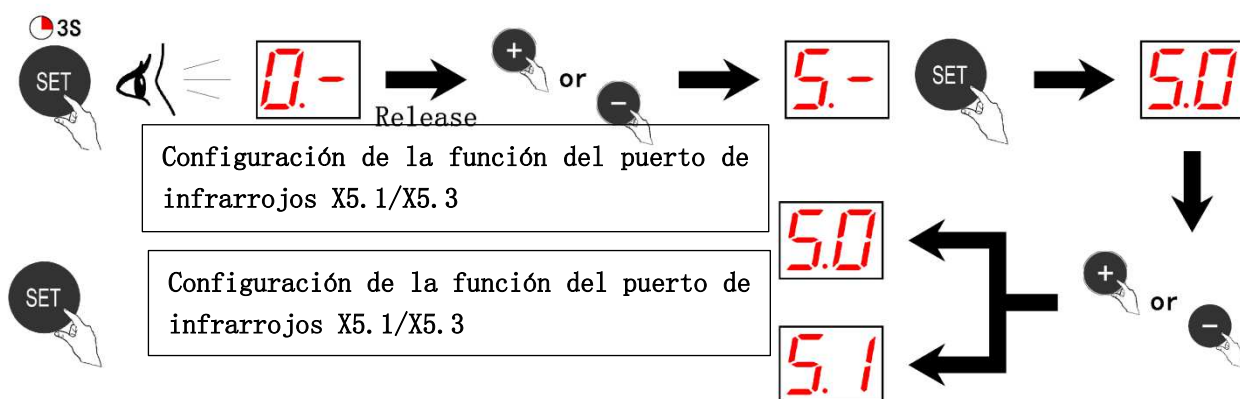 3S
SET
0.-
Release
+ or -
5.-
SET
5.0
Configuración de la función del puerto de
infrarrojos X5.1/X5.3
5.0
SET
Configuración de la función del puerto de
infrarrojos X5.1/X5.3
+ or -
5.1